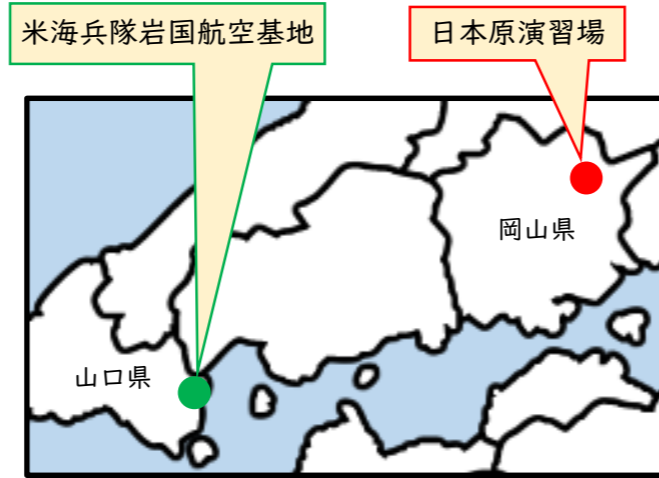 米海兵隊岩国航空基地
日本原演習場
岡山県
山口県